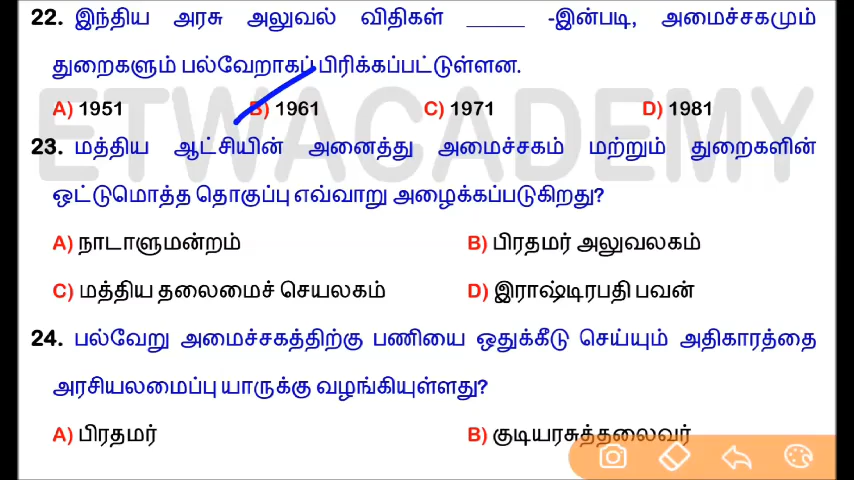 22. இந்திய அரசு அலுவல் விதிகள் _____ -இன்படி, அமைச்சகமும்
துறைகளும் பல்வேறாகப் பிரிக்கப்பட்டுள்ளன.
A) 1951 B) 1961 C) 1971 D) 1981
ETWACADEMY
23. மத்திய ஆட்சியின் அனைத்து அமைச்சகம் மற்றும் துறைகளின்
ஒட்டுமொத்த தொகுப்பு எவ்வாறு அழைக்கப்படுகிறது?
A) நாடாளுமன்றம் B) பிரதமர் அலுவலகம்
C) மத்திய தலைமைச் செயலகம் D) இராஷ்டிரபதி பவன்
24. பல்வேறு அமைச்சகத்திற்கு பணியை ஒதுக்கீடு செய்யும் அதிகாரத்தை
அரசியலமைப்பு யாருக்கு வழங்கியுள்ளது?
A) பிரதமர் B) குடியரசுத்தலைவர்